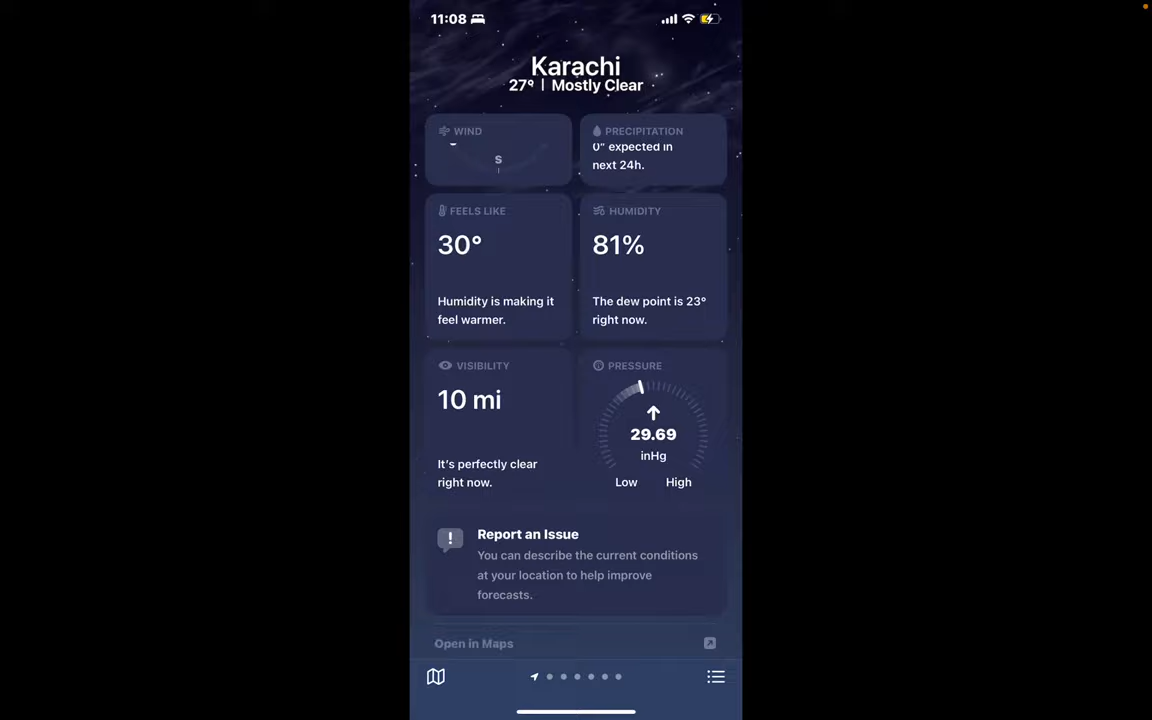 11:08
Karachi
27° | Mostly Clear
WIND
S
PRECIPITATION
0" expected in
next 24h.
FEELS LIKE
30°
Humidity is making it
feel warmer.
HUMIDITY
81%
The dew point is 23°
right now.
VISIBILITY
10 mi
It's perfectly clear
right now.
PRESSURE
29.69
inHg
Low High
! Report an Issue
You can describe the current conditions
at your location to help improve
forecasts.
Open in Maps